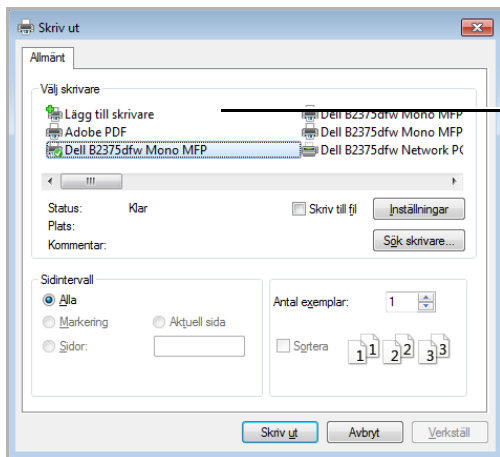 Skriv ut
Allmänt
Välj skrivare
Lägg till skrivare
Adobe PDF
Dell B2375dfw Mono MFP
Dell B2375dfw Mono MFP
Dell B2375dfw Mono MFP
Dell B2375dfw Network PC
Status: Klar
Plats:
Kommentar:
Skriv till fil
Inställningar
Sök skrivare...
Sidintervall
Alla
Markering
Aktuell sida
Sidor:
Antal exemplar: 1
Sortera
1 1 2 2 3 3
Skriv ut
Avbryt
Verkställ